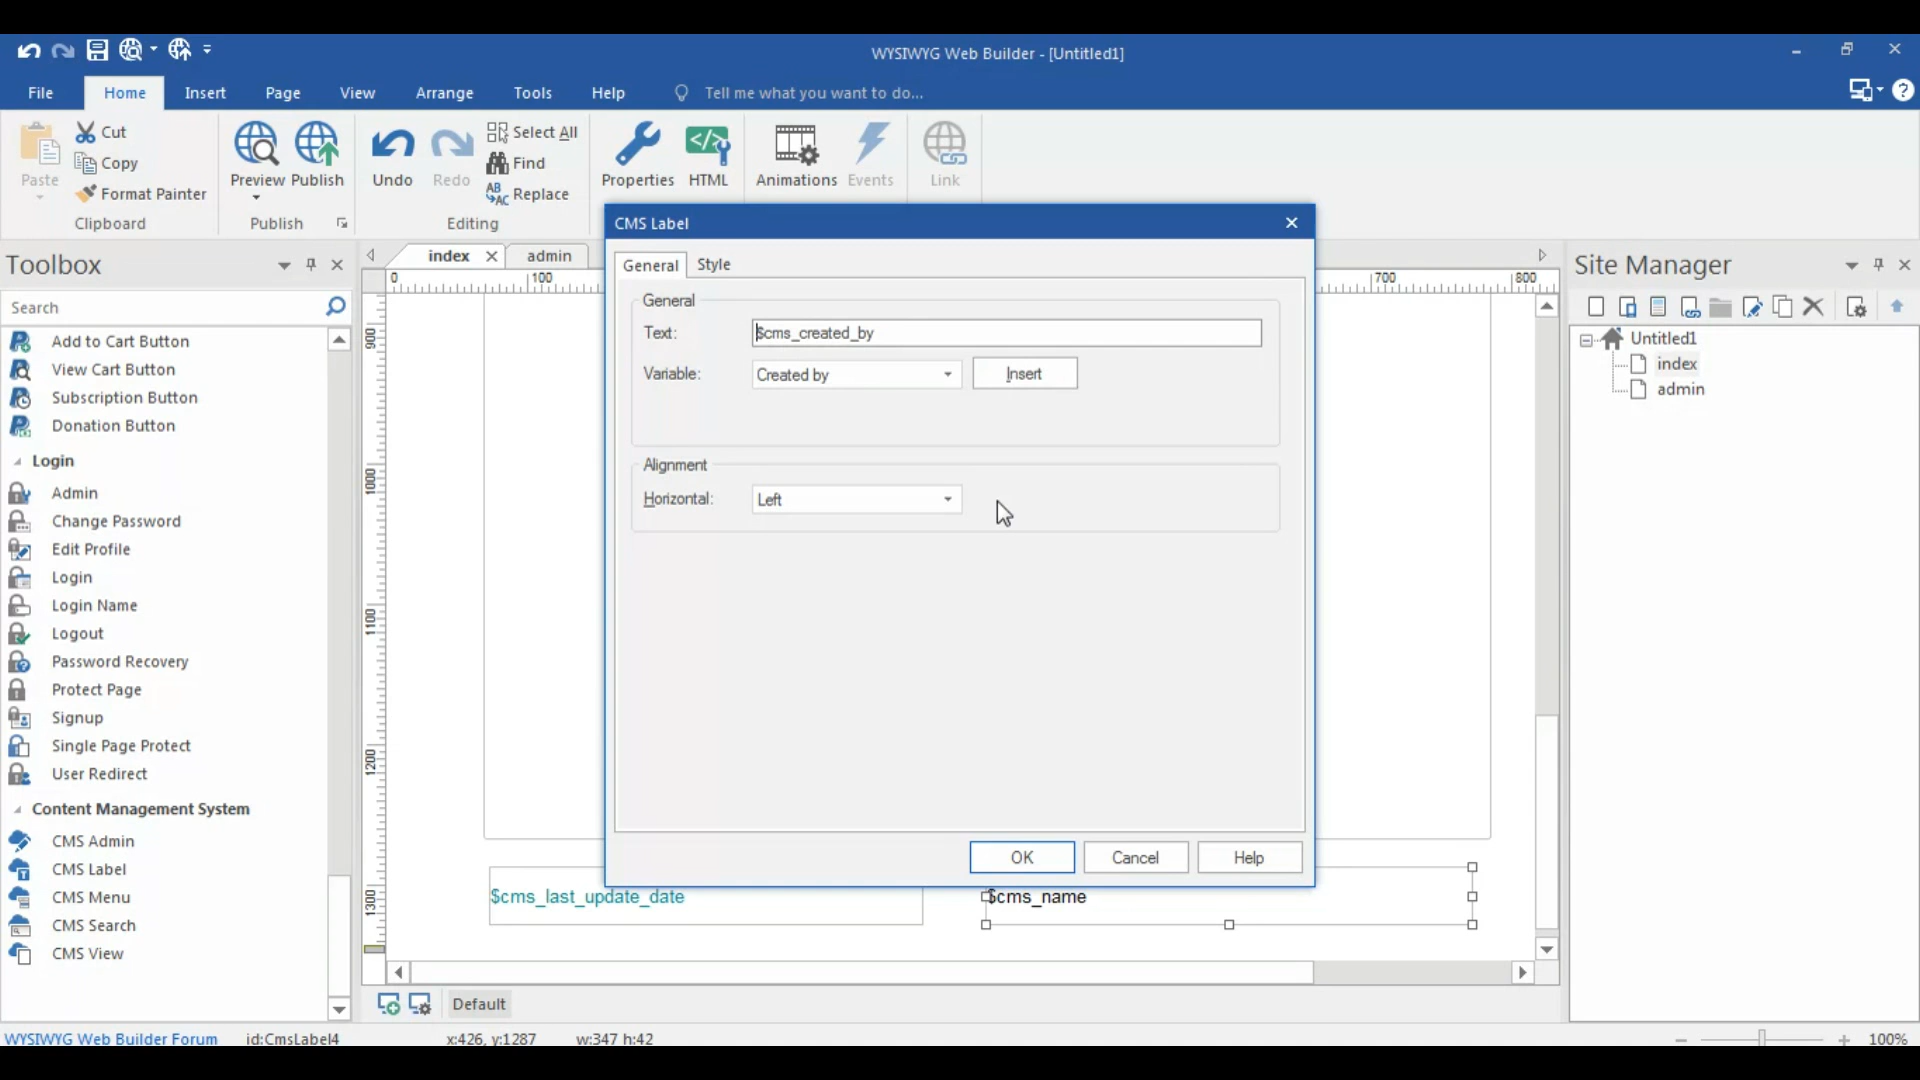 WYSIWYG Web Builder - [Untitled1]
File Home Insert Page View Arrange Tools Help Tell me what you want to do...
Paste
Cut
Copy
Format Painter
Clipboard
Preview Publish
Publish
Undo Redo
Select All
Find
Replace
Editing
Properties HTML
Animations Events
Link
Toolbox
Search
Add to Cart Button
View Cart Button
Subscription Button
Donation Button
Login
Admin
Change Password
Edit Profile
Login
Login Name
Logout
Password Recovery
Protect Page
Signup
Single Page Protect
User Redirect
Content Management System
CMS Admin
CMS Label
CMS Menu
CMS Search
CMS View
index admin
0 100 700 800
900
1000
1100
1200
1300
CMS Label
General Style
General
Text: $cms_created_by
Variable: Created by Insert
Alignment
Horizontal: Left
OK Cancel Help
$cms_last_update_date
$cms_name
Default
Site Manager
Untitled1
index
admin
WYSIWYG Web Builder Forum id:CmsLabel4 x:426, y:1287 w:347 h:42 100%